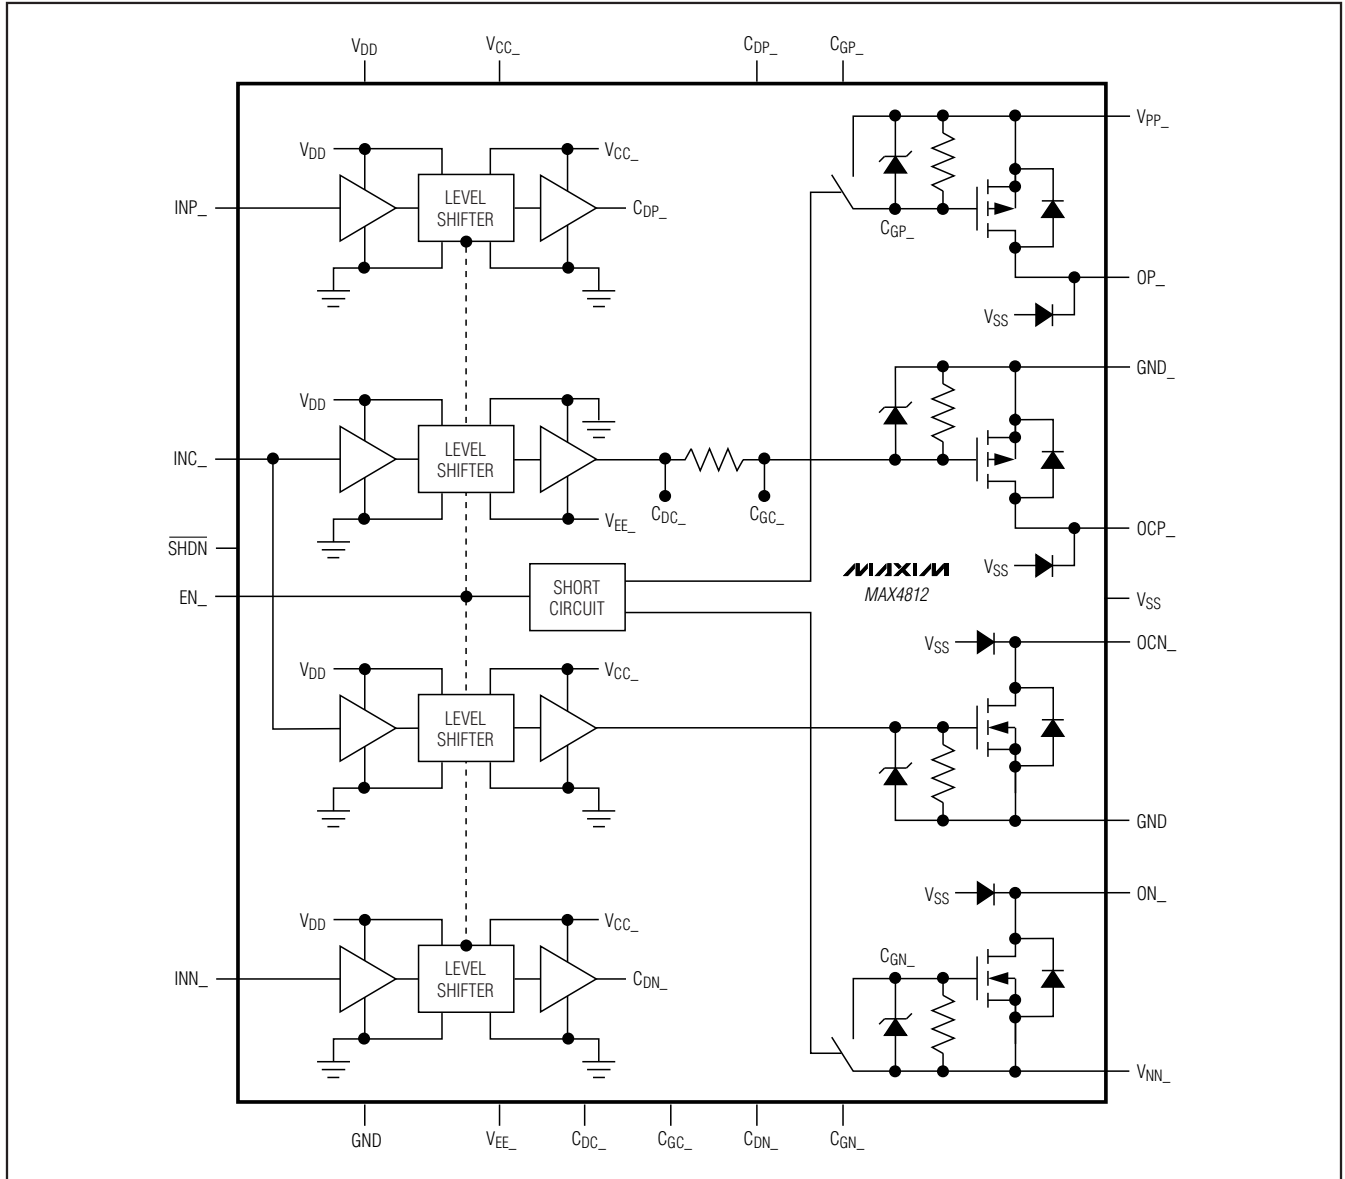 VDD
VCC_
CDP_
CGP_
VPP_
VDD
VCC_
INP_
LEVEL
SHIFTER
CDP_
CGP_
OP_
VSS
GND_
VDD
INC_
LEVEL
SHIFTER
CDC_
CGC_
VEE_
OCP_
SHDN
VSS
MAXIM
MAX4812
EN_
SHORT
CIRCUIT
VSS
VSS
OCN_
VDD
VCC_
LEVEL
SHIFTER
GND
VSS
ON_
VDD
VCC_
CGN_
INN_
LEVEL
SHIFTER
CDN_
VNN_
GND
VEE_
CDC_
CGC_
CDN_
CGN_